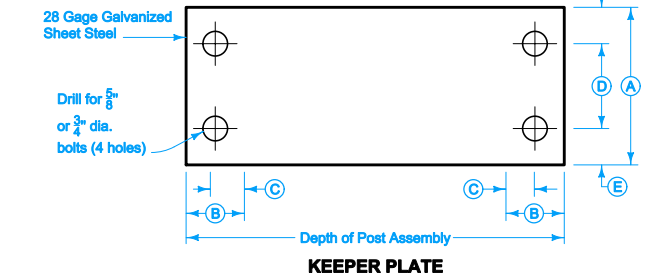 28 Gage Galvanized
Sheet Steel
Drill for 5/8"
or 3/4" dia.
bolts (4 holes)
D
A
E
C
C
B
B
Depth of Post Assembly
KEEPER PLATE